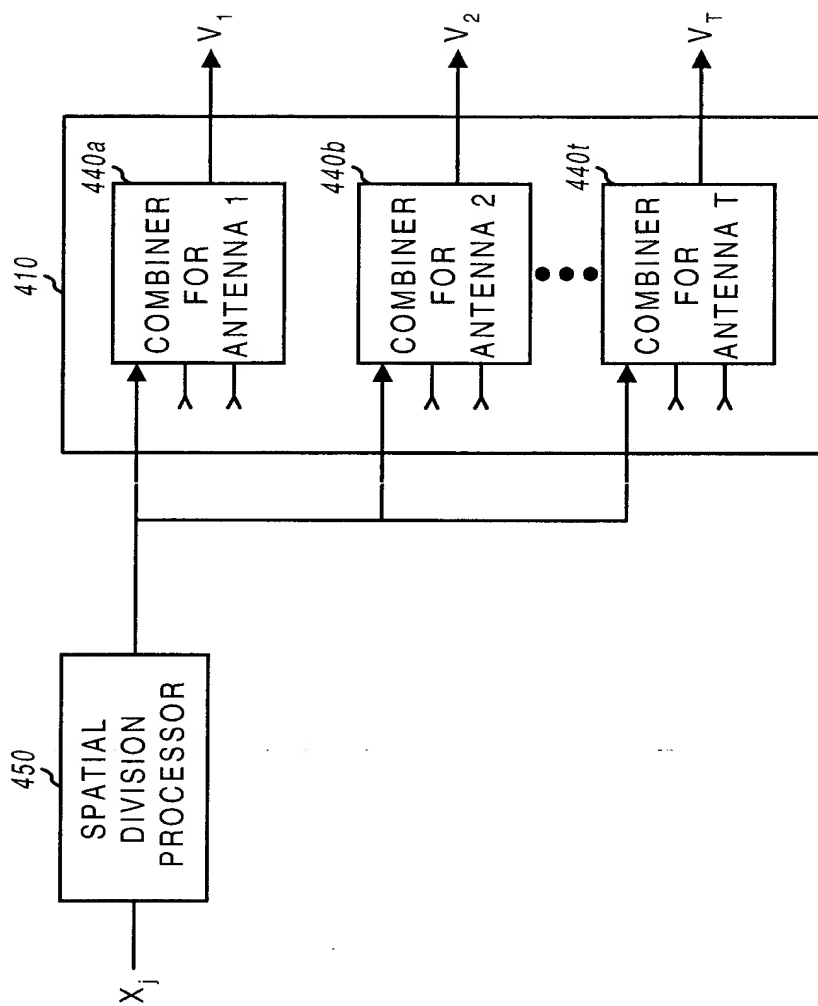 X_j
450
SPATIAL
DIVISION
PROCESSOR
410
440a
COMBINER
FOR
ANTENNA 1
V_1
440b
COMBINER
FOR
ANTENNA 2
V_2
440t
COMBINER
FOR
ANTENNA T
V_T